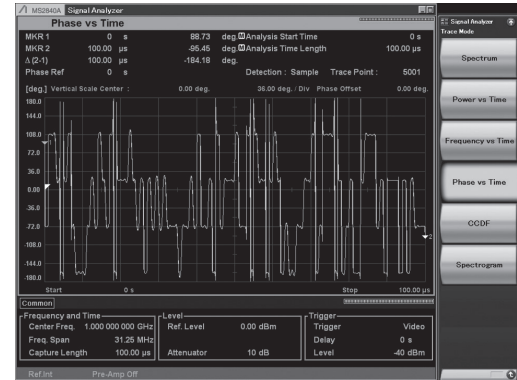 MS2840A Signal Analyzer
Phase vs Time
MKR 1 0 s 88.73 deg. Analysis Start Time 0 s
MKR 2 100.00 µs -95.45 deg. Analysis Time Length 100.00 µs
Δ (2-1) 100.00 µs -184.18 deg.
Phase Ref 0 s Detection : Sample Trace Point : 5001
[deg.] Vertical Scale Center : 0.00 deg. 36.00 deg. / Div Phase Offset 0.00 deg.
180.0
144.0
108.0
72.0
36.0
0.00
-36.0
-72.0
-108.0
-144.0
-180.0
1
2
Start 0 s Stop 100.00 µs
Common
Frequency and Time
Center Freq. 1.000 000 000 GHz
Freq. Span 31.25 MHz
Capture Length 100.00 µs
Level
Ref. Level 0.00 dBm
Attenuator 10 dB
Trigger
Trigger Video
Delay 0 s
Level -40 dBm
Ref.Int Pre-Amp Off
Signal Analyzer
Trace Mode
Spectrum
Power vs Time
Frequency vs Time
Phase vs Time
CCDF
Spectrogram